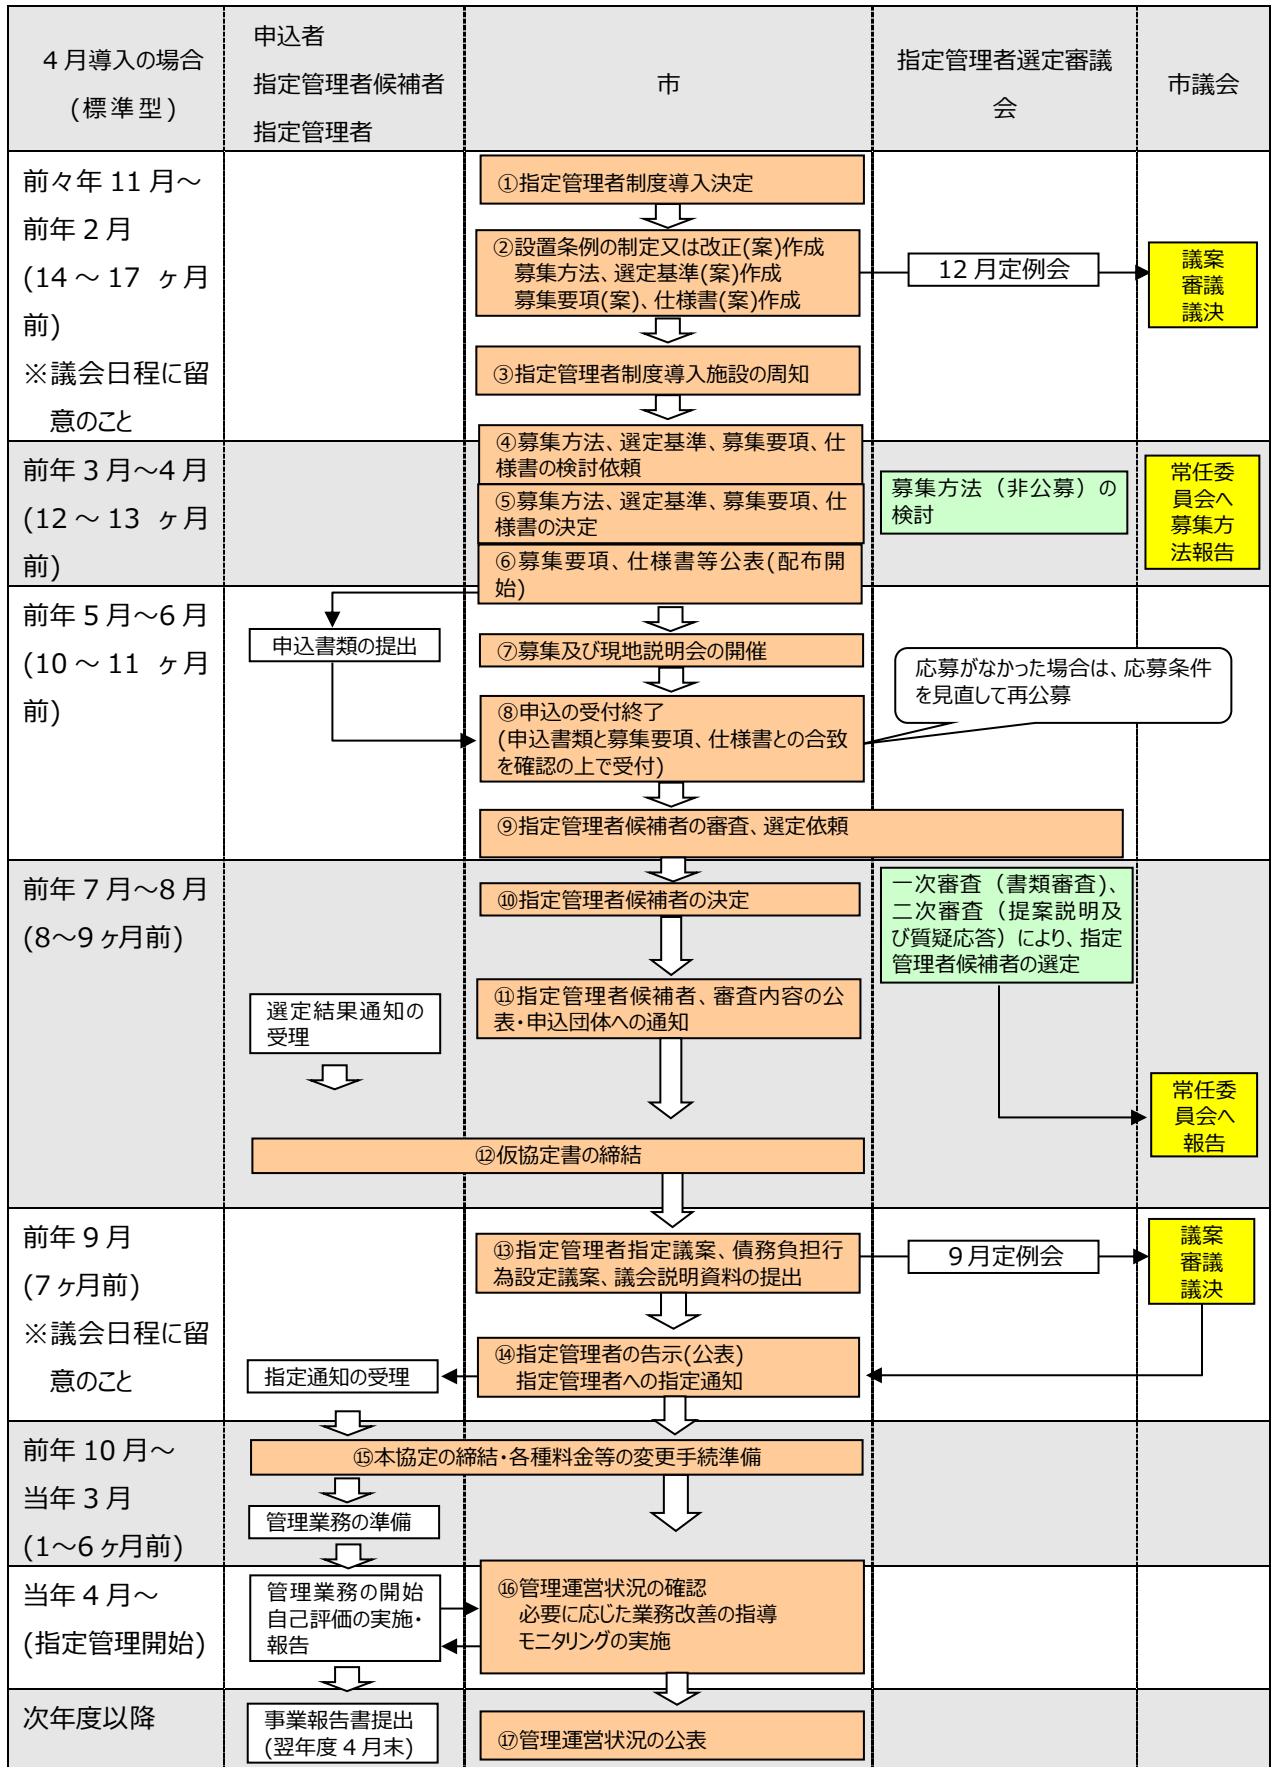 ４月導入の場合
(標準型)
申込者
指定管理者候補者
指定管理者
市
指定管理者選定審議
会
市議会
前々年 11 月～
前年 2 月
(14 ～ 17 ヶ月
前)
※議会日程に留
意のこと
①指定管理者制度導入決定
②設置条例の制定又は改正(案)作成
募集方法、選定基準(案)作成
募集要項(案)、仕様書(案)作成
12 月定例会
議案
審議
議決
③指定管理者制度導入施設の周知
前年 3 月～4 月
(12 ～ 13 ヶ月
前)
④募集方法、選定基準、募集要項、仕
様書の検討依頼
⑤募集方法、選定基準、募集要項、仕
様書の決定
⑥募集要項、仕様書等公表(配布開
始)
募集方法（非公募）の
検討
常任委
員会へ
募集方
法報告
前年 5 月～6 月
(10 ～ 11 ヶ月
前)
申込書類の提出
⑦募集及び現地説明会の開催
応募がなかった場合は、応募条件
を見直して再公募
⑧申込の受付終了
(申込書類と募集要項、仕様書との合致
を確認の上で受付)
⑨指定管理者候補者の審査、選定依頼
前年 7 月～8 月
(8～9 ヶ月前)
⑩指定管理者候補者の決定
一次審査（書類審査)、
二次審査（提案説明及
び質疑応答）により、指定
管理者候補者の選定
選定結果通知の
受理
⑪指定管理者候補者、審査内容の公
表・申込団体への通知
常任委
員会へ
報告
⑫仮協定書の締結
前年 9 月
(7 ヶ月前)
※議会日程に留
意のこと
⑬指定管理者指定議案、債務負担行
為設定議案、議会説明資料の提出
9 月定例会
議案
審議
議決
指定通知の受理
⑭指定管理者の告示(公表)
指定管理者への指定通知
前年 10 月～
当年 3 月
(1～6 ヶ月前)
⑮本協定の締結・各種料金等の変更手続準備
管理業務の準備
当年 4 月～
(指定管理開始)
管理業務の開始
自己評価の実施・
報告
⑯管理運営状況の確認
必要に応じた業務改善の指導
モニタリングの実施
次年度以降
事業報告書提出
(翌年度 4 月末)
⑰管理運営状況の公表